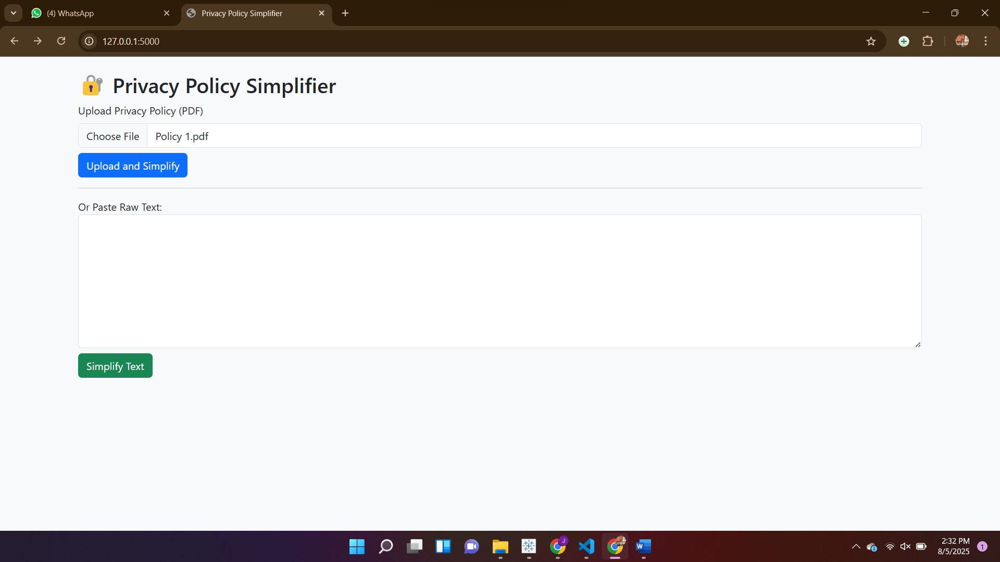 (4) WhatsApp
Privacy Policy Simplifier
127.0.0.1:5000
Privacy Policy Simplifier
Upload Privacy Policy (PDF)
Choose File Policy 1.pdf
Upload and Simplify
Or Paste Raw Text:
Simplify Text
J
W
2:32 PM
8/5/2025
1